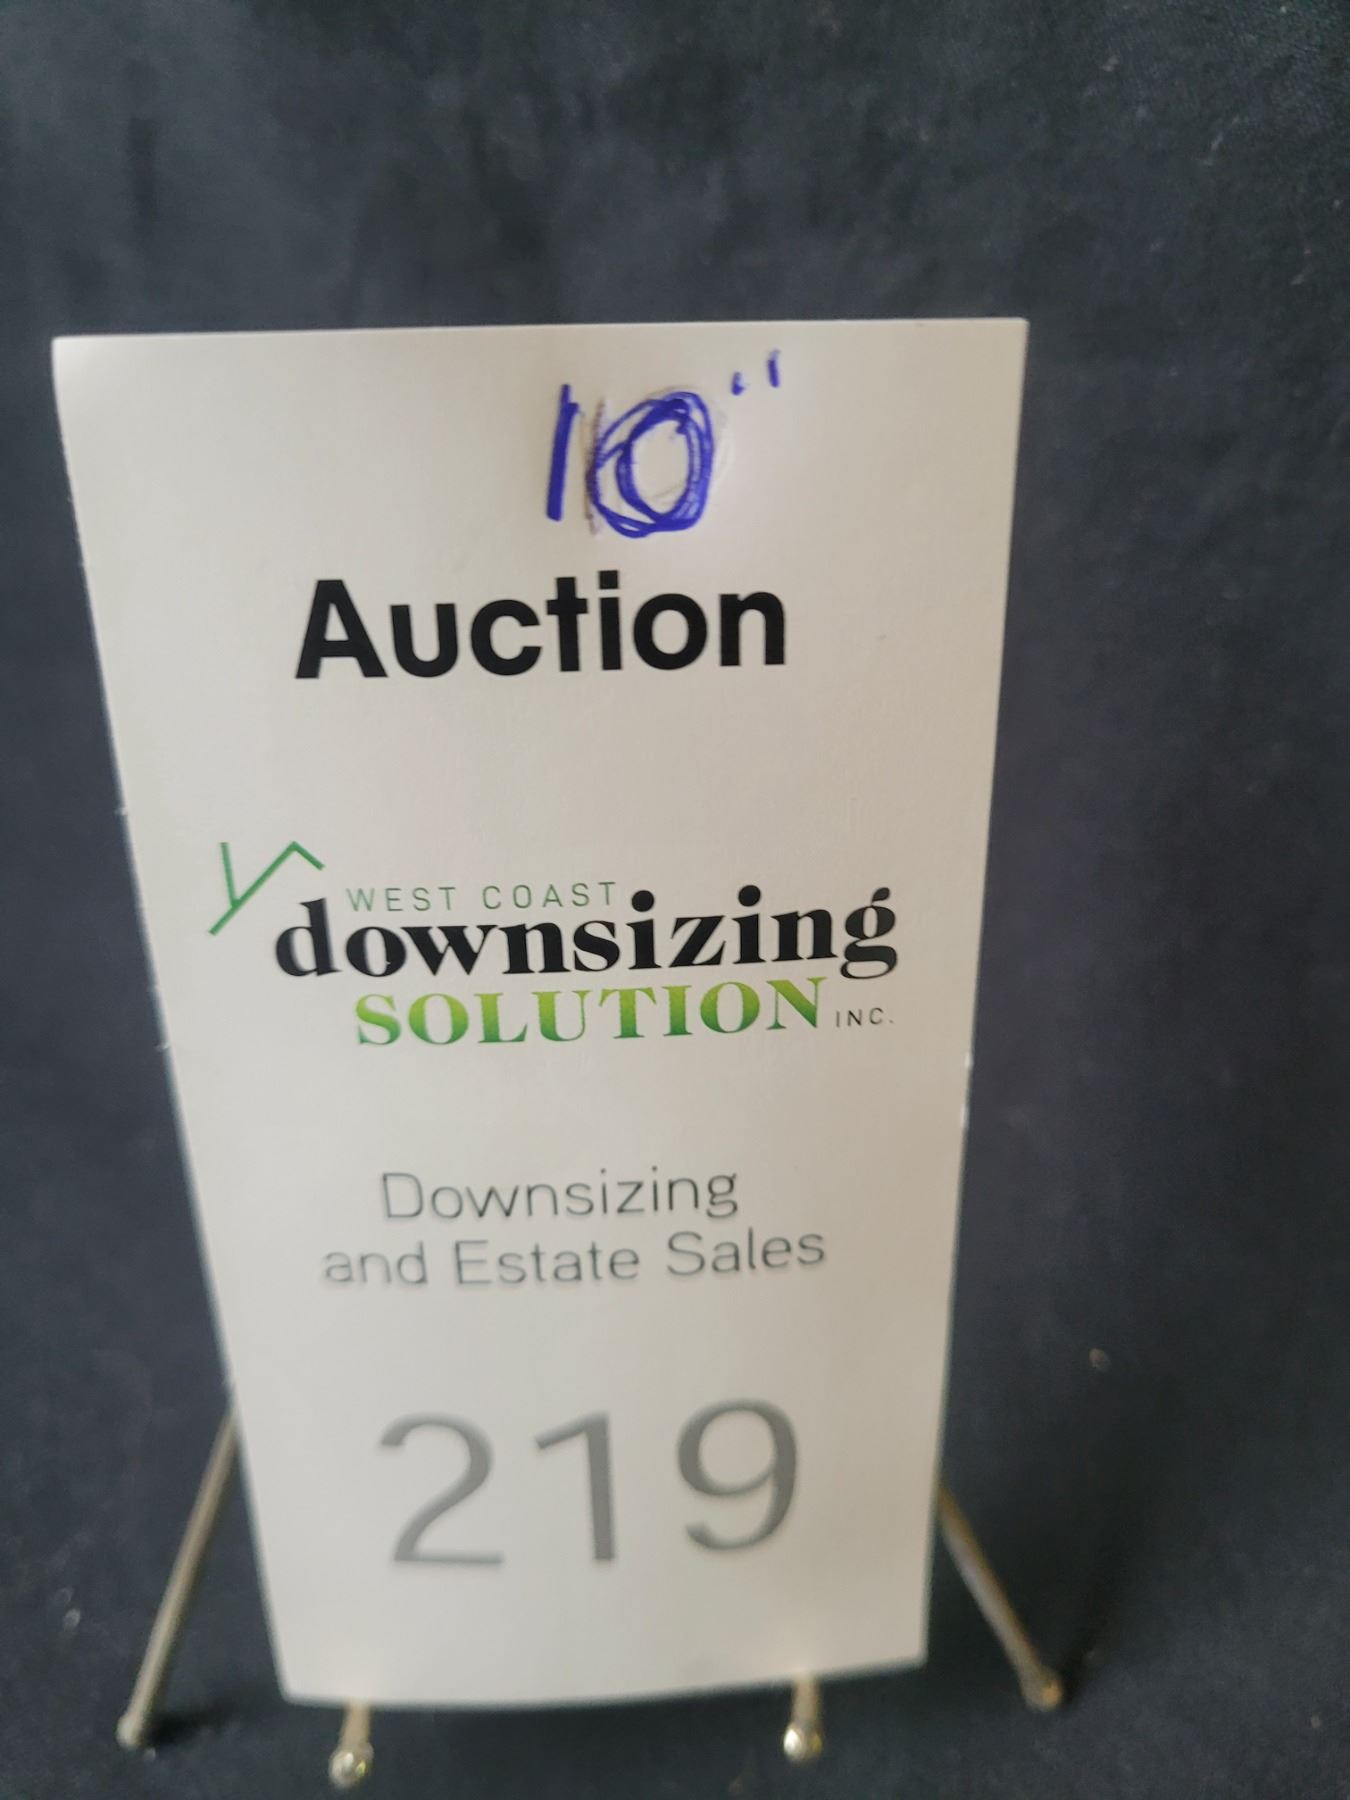 10"
Auction
WEST COAST
downsizing
SOLUTION INC.
Downsizing
and Estate Sales
219